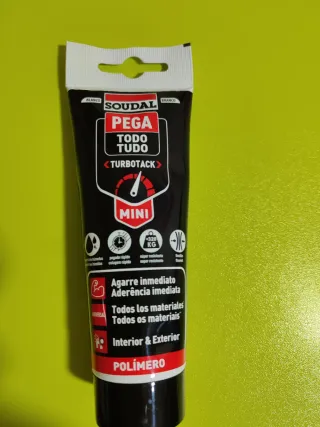 SOUDAL
PEGA
TODO
TUDO
TURBOTACK
MINI
KG
Agarre inmediato
Aderência imediata
Todos los materiales
Todos os materiais
Interior & Exterior
POLÍMERO